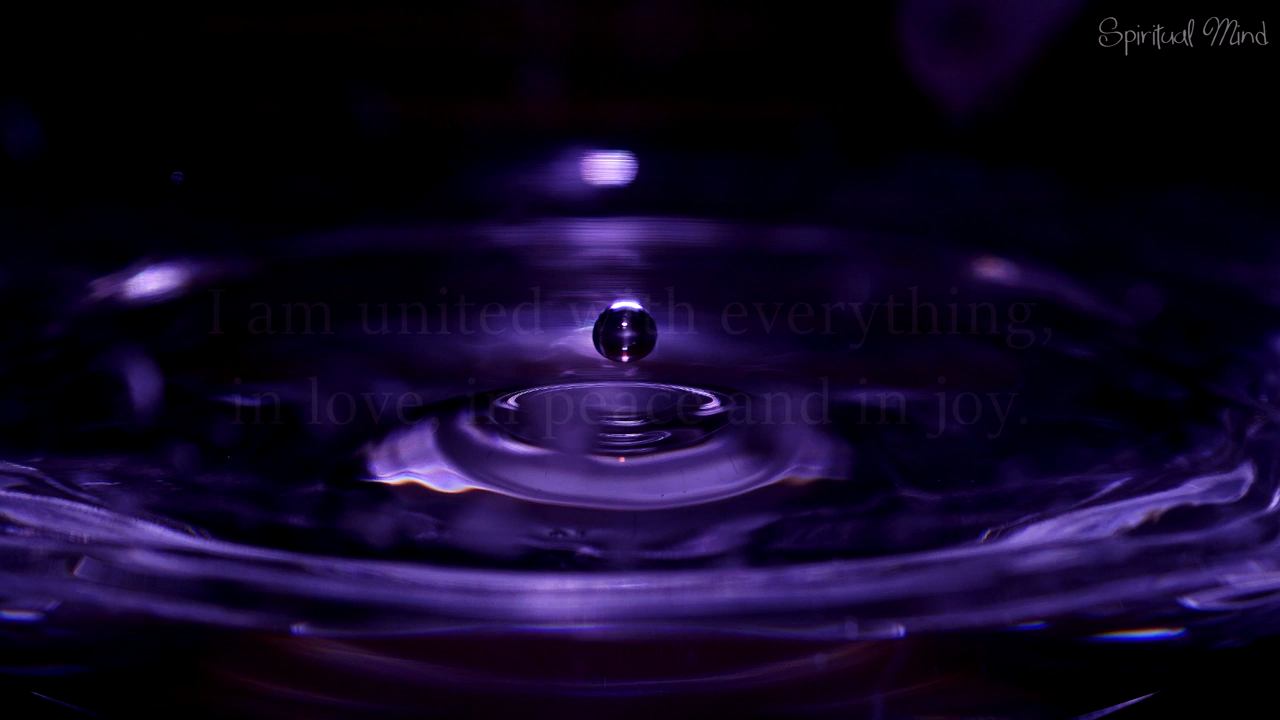 Spiritual Mind
I am united with everything,
in love, in peace and in joy.